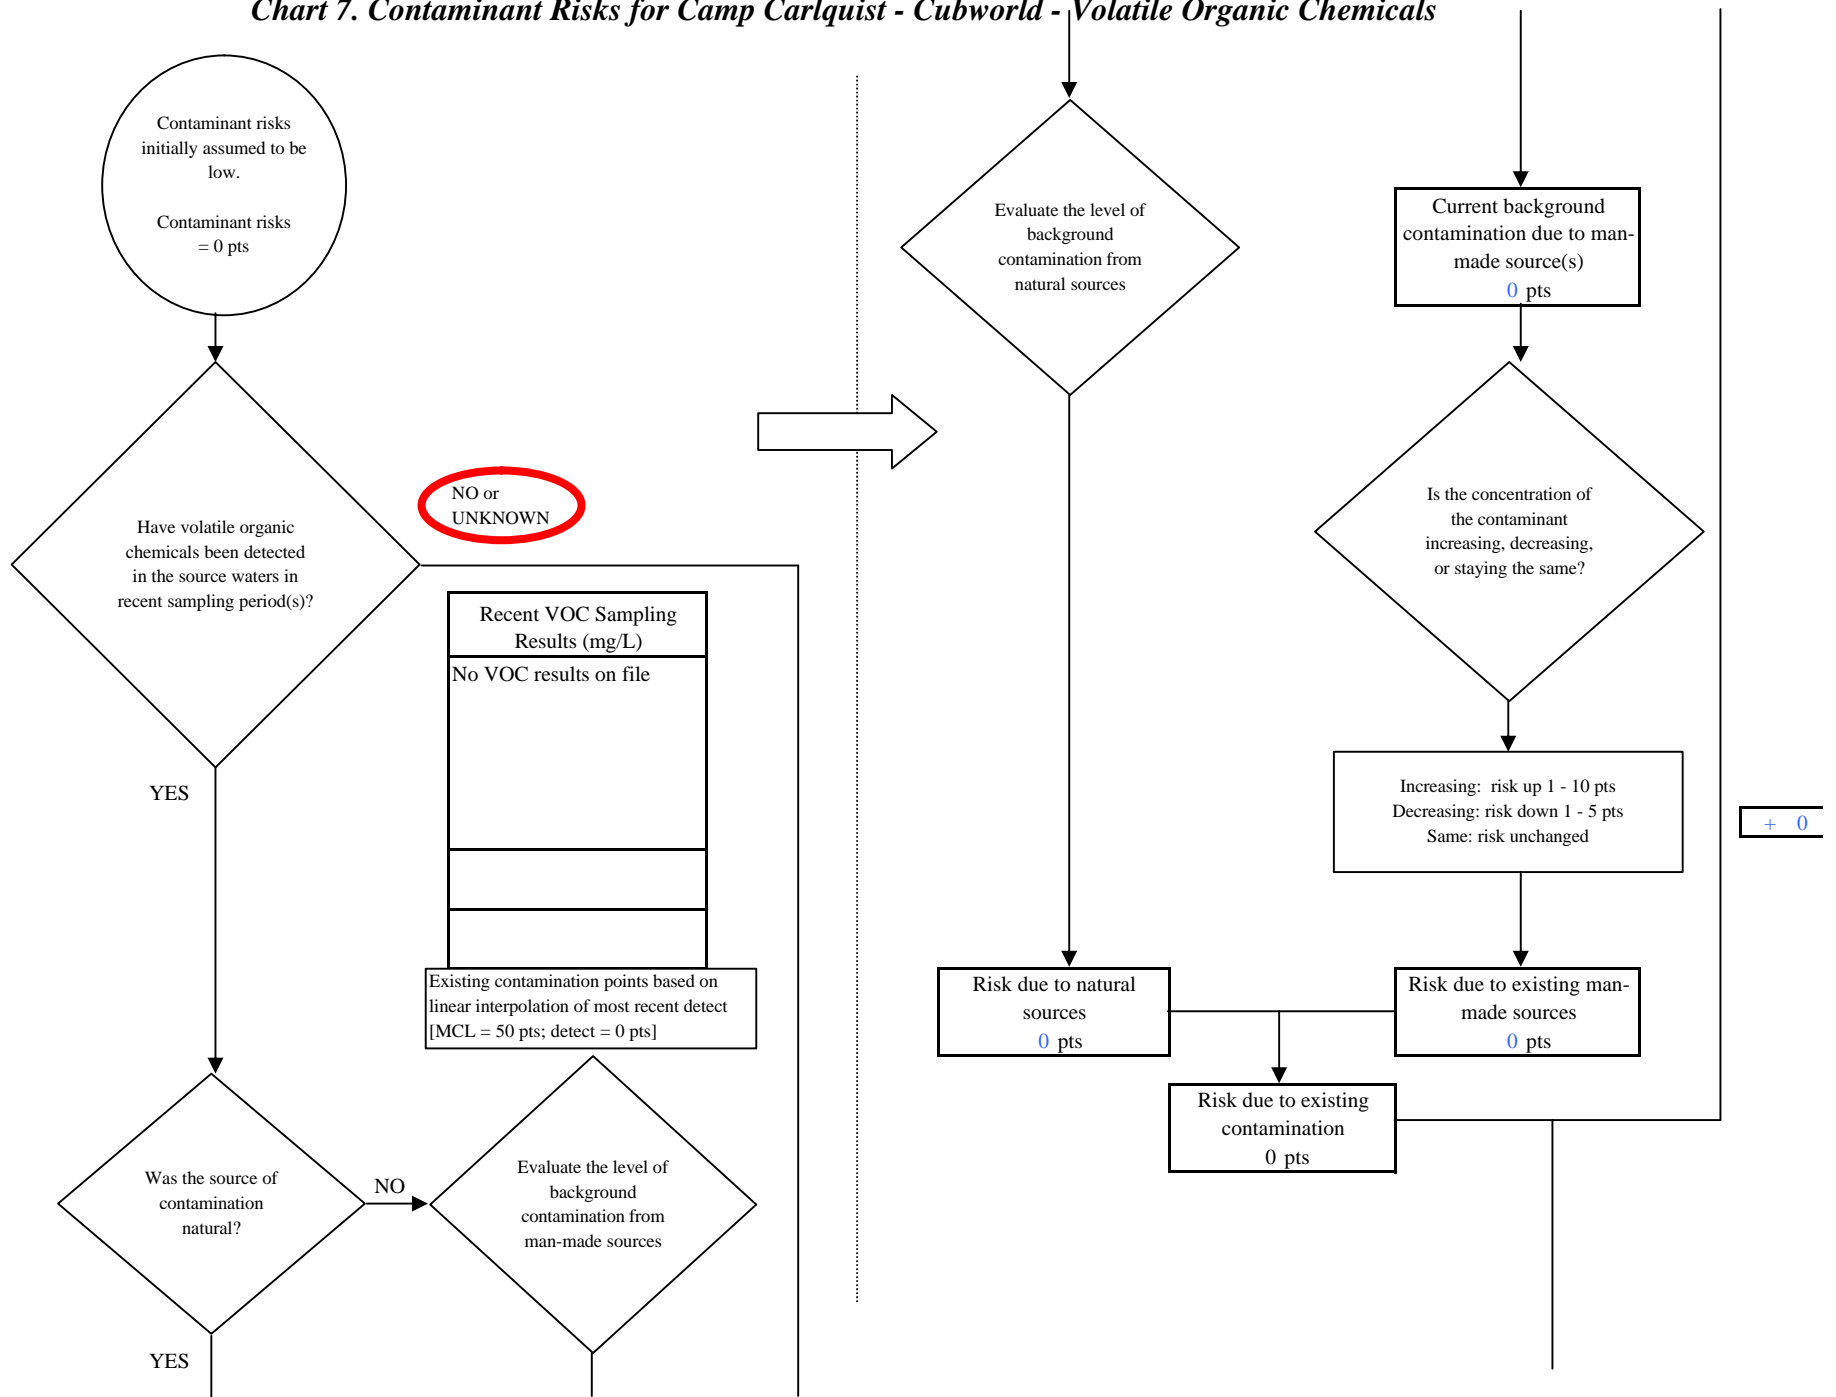 Chart 7. Contaminant Risks for Camp Carlquist - Cubworld - Volatile Organic Chemicals
Contaminant risks
initially assumed to be
low.
Contaminant risks
= 0 pts
Have volatile organic
chemicals been detected
in the source waters in
recent sampling period(s)?
NO or
UNKNOWN
YES
Recent VOC Sampling
Results (mg/L)
No VOC results on file
Existing contamination points based on
linear interpolation of most recent detect
[MCL = 50 pts; detect = 0 pts]
Was the source of
contamination
natural?
NO
YES
Evaluate the level of
background
contamination from
man-made sources
Evaluate the level of
background
contamination from
natural sources
Current background
contamination due to man-
made source(s)
0 pts
Is the concentration of
the contaminant
increasing, decreasing,
or staying the same?
Increasing: risk up 1 - 10 pts
Decreasing: risk down 1 - 5 pts
Same: risk unchanged
+ 0
Risk due to natural
sources
0 pts
Risk due to existing man-
made sources
0 pts
Risk due to existing
contamination
0 pts